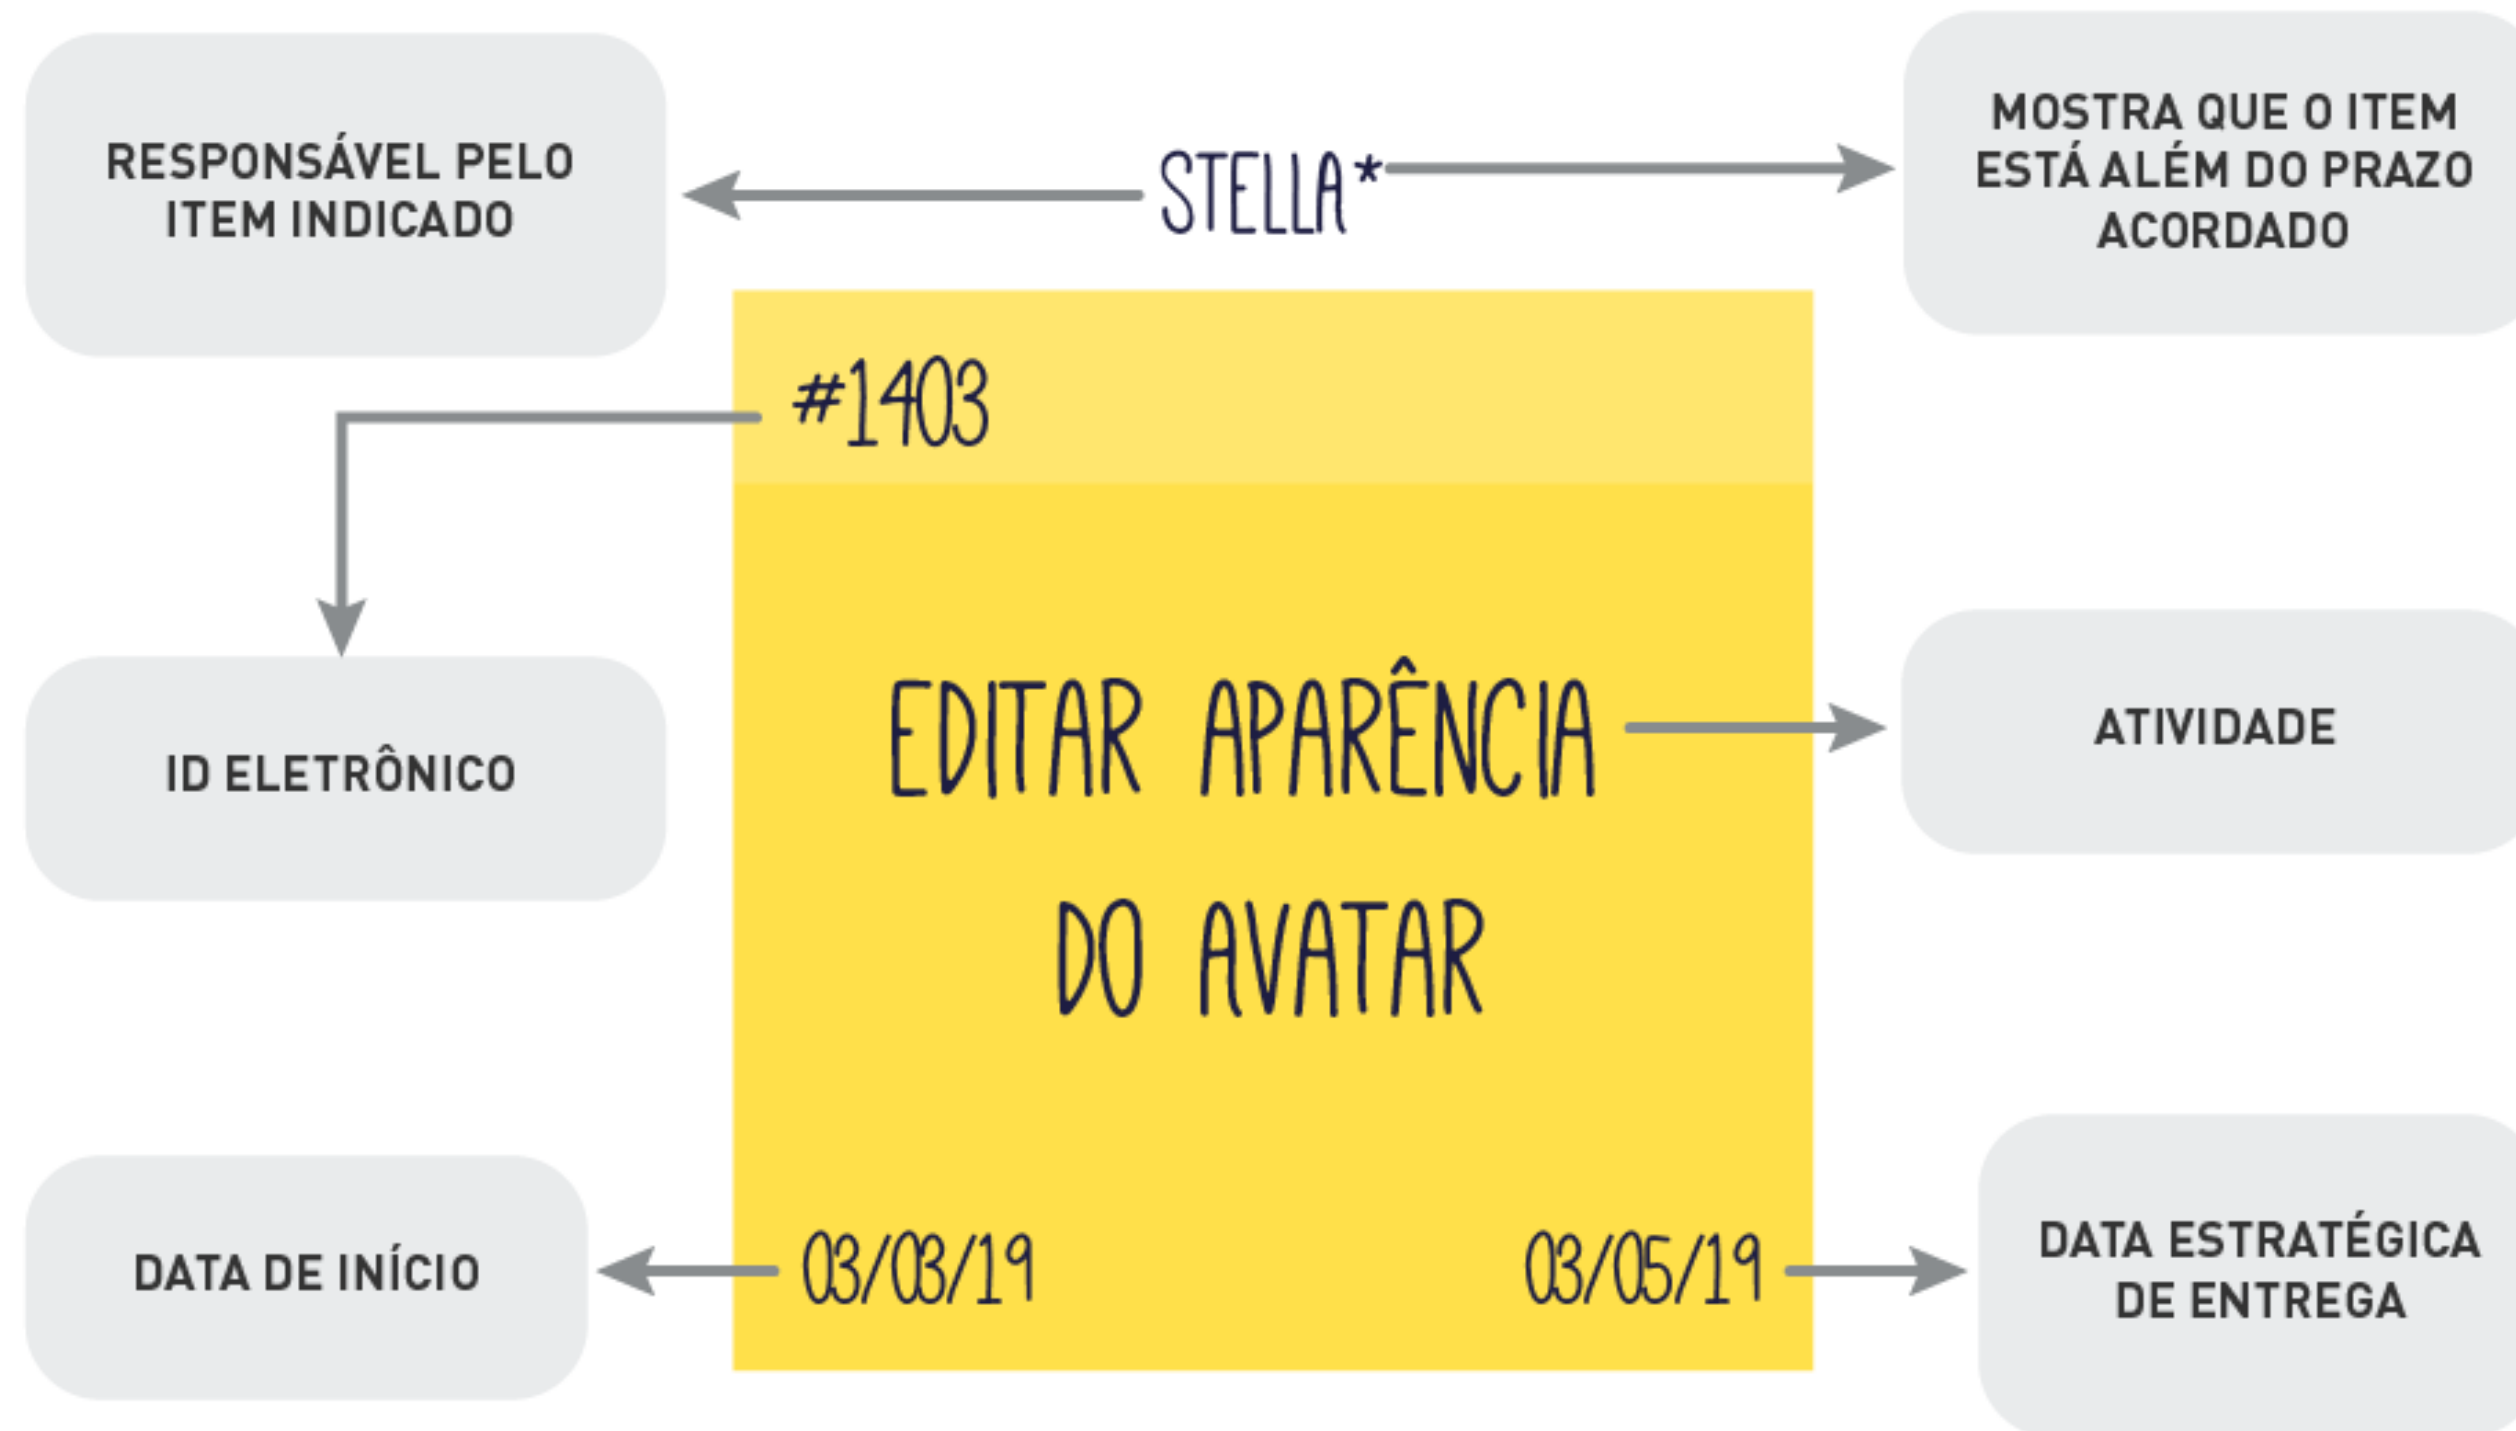 RESPONSÁVEL PELO
ITEM INDICADO
STELLA*
MOSTRA QUE O ITEM
ESTÁ ALÉM DO PRAZO
ACORDADO
#1403
ID ELETRÔNICO
EDITAR APARÊNCIA
DO AVATAR
ATIVIDADE
DATA DE INÍCIO
03/03/19
03/05/19
DATA ESTRATÉGICA
DE ENTREGA